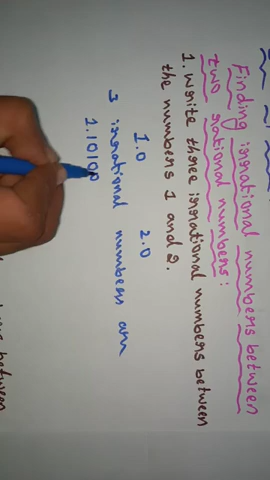 Finding irrational numbers between
two rational numbers:
1. Write three irrational numbers between
the numbers 1 and 2.
1.0 2.0
3 irrational numbers are
1.10100